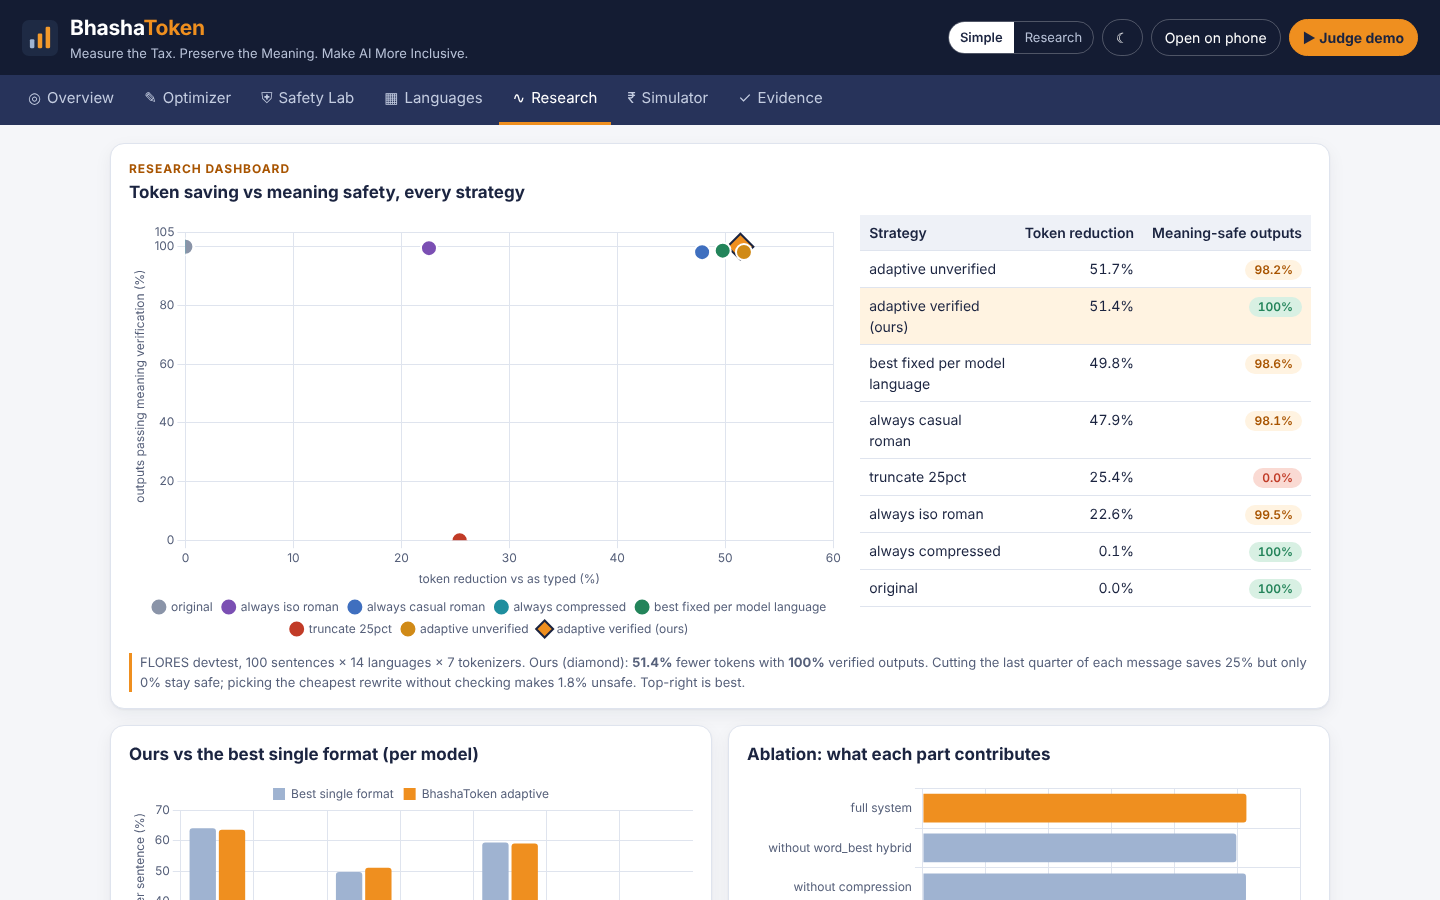 BhashaToken
Measure the Tax. Preserve the Meaning. Make AI More Inclusive.
Simple Research
☾
Open on phone
▶ Judge demo
◎ Overview
✎ Optimizer
⛨ Safety Lab
▦ Languages
∿ Research
₹ Simulator
✓ Evidence
RESEARCH DASHBOARD
Token saving vs meaning safety, every strategy
outputs passing meaning verification (%)
105
100
80
60
40
20
0
0 10 20 30 40 50 60
token reduction vs as typed (%)
original always iso roman always casual roman always compressed best fixed per model language
truncate 25pct adaptive unverified adaptive verified (ours)
Strategy Token reduction Meaning-safe outputs
adaptive unverified 51.7% 98.2%
adaptive verified 51.4% 100%
(ours)
best fixed per model 49.8% 98.6%
language
always casual 47.9% 98.1%
roman
truncate 25pct 25.4% 0.0%
always iso roman 22.6% 99.5%
always compressed 0.1% 100%
original 0.0% 100%
FLORES devtest, 100 sentences × 14 languages × 7 tokenizers. Ours (diamond): 51.4% fewer tokens with 100% verified outputs. Cutting the last quarter of each message saves 25% but only
0% stay safe; picking the cheapest rewrite without checking makes 1.8% unsafe. Top-right is best.
Ours vs the best single format (per model)
Best single format BhashaToken adaptive
70
60
50
sentence (%)
Ablation: what each part contributes
full system
without word_best hybrid
without compression